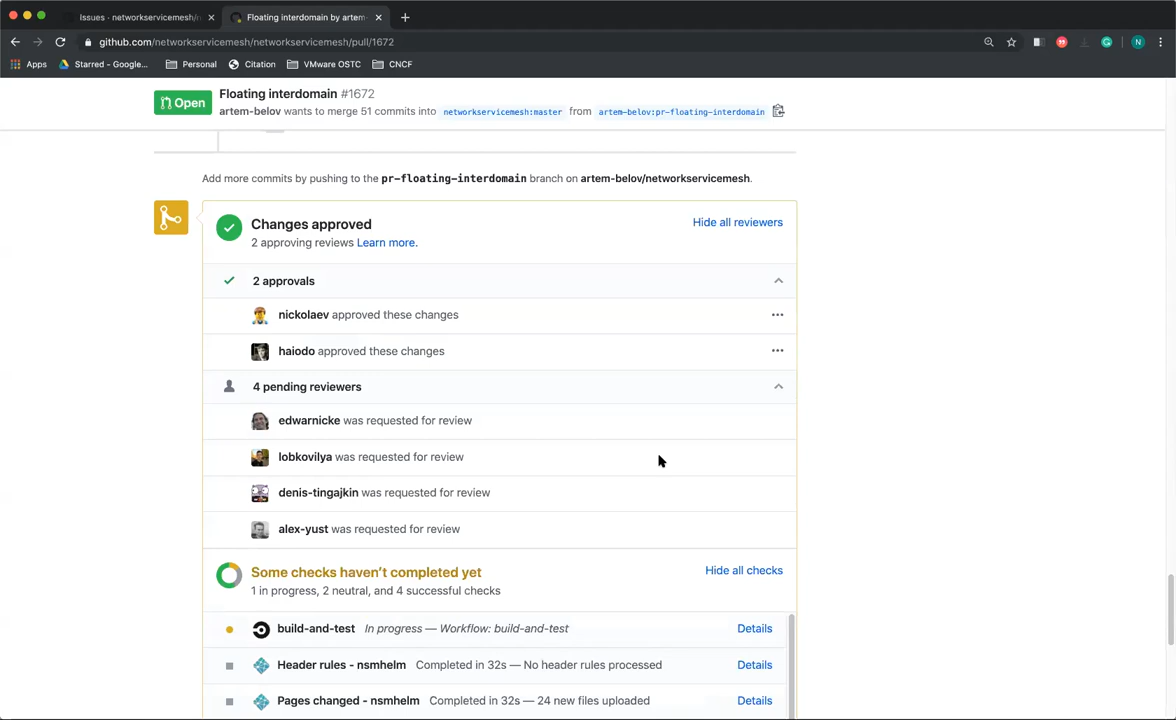 Issues · networkservicemesh/n
Floating interdomain by artem-
github.com/networkservicemesh/networkservicemesh/pull/1672
N
Apps
Starred - Google...
Personal
Citation
VMware OSTC
CNCF
Open
Floating interdomain #1672
artem-belov wants to merge 51 commits into networkservicemesh:master from artem-belov:pr-floating-interdomain
Add more commits by pushing to the pr-floating-interdomain branch on artem-belov/networkservicemesh.
Changes approved
Hide all reviewers
2 approving reviews Learn more.
2 approvals
nickolaev approved these changes
haiodo approved these changes
4 pending reviewers
edwarnicke was requested for review
lobkovilya was requested for review
denis-tingajkin was requested for review
alex-yust was requested for review
Some checks haven't completed yet
Hide all checks
1 in progress, 2 neutral, and 4 successful checks
build-and-test In progress — Workflow: build-and-test Details
Header rules - nsmhelm Completed in 32s — No header rules processed Details
Pages changed - nsmhelm Completed in 32s — 24 new files uploaded Details